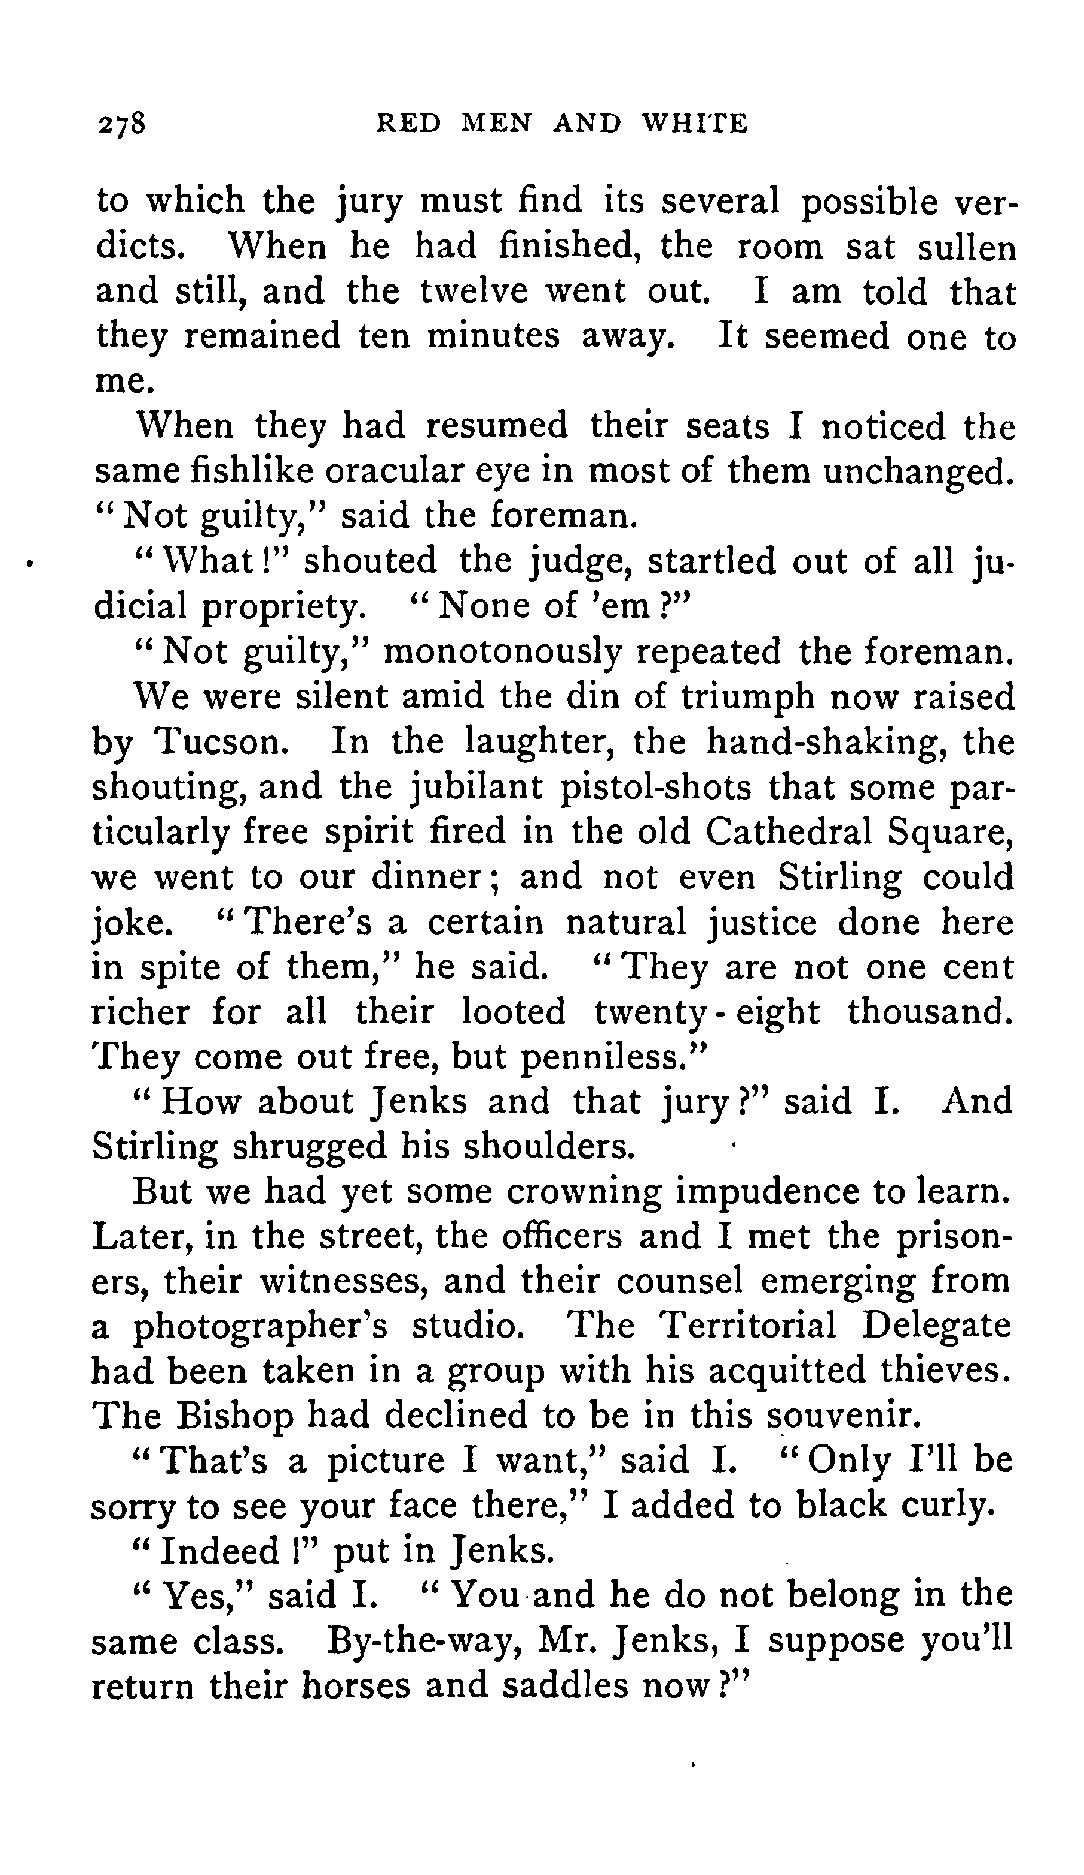 278 RED MEN AND WHITE
to which the jury must find its several possible ver-
dicts. When he had finished, the room sat sullen
and still, and the twelve went out. I am told that
they remained ten minutes away. It seemed one to
me.
When they had resumed their seats I noticed the
same fishlike oracular eye in most of them unchanged.
"Not guilty," said the foreman.
"What!" shouted the judge, startled out of all ju-
dicial propriety. "None of 'em?"
"Not guilty," monotonously repeated the foreman.
We were silent amid the din of triumph now raised
by Tucson. In the laughter, the hand-shaking, the
shouting, and the jubilant pistol-shots that some par-
ticularly free spirit fired in the old Cathedral Square,
we went to our dinner; and not even Stirling could
joke. "There's a certain natural justice done here
in spite of them," he said. "They are not one cent
richer for all their looted twenty-eight thousand.
They come out free, but penniless."
"How about Jenks and that jury?" said I. And
Stirling shrugged his shoulders.
But we had yet some crowning impudence to learn.
Later, in the street, the officers and I met the prison-
ers, their witnesses, and their counsel emerging from
a photographer's studio. The Territorial Delegate
had been taken in a group with his acquitted thieves.
The Bishop had declined to be in this souvenir.
"That's a picture I want," said I. "Only I'll be
sorry to see your face there," I added to black curly.
"Indeed!" put in Jenks.
"Yes," said I. "You and he do not belong in the
same class. By-the-way, Mr. Jenks, I suppose you'll
return their horses and saddles now?"